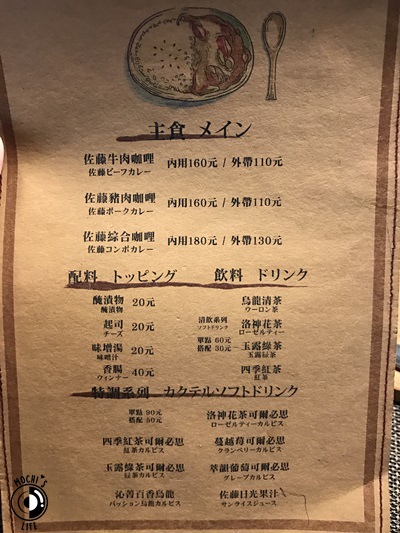 主食 メイン
佐藤牛肉咖哩 內用160元 / 外帶110元
佐藤ビーフカレー
佐藤豬肉咖哩 內用160元 / 外帶110元
佐藤ポークカレー
佐藤綜合咖哩 內用180元 / 外帶130元
佐藤コンボカレー
配料 トッピング 飲料 ドリンク
醃漬物 20元
醃漬物
起司 20元
チーズ
味增湯 20元
味噌汁
香腸 40元
ウィンナー
清飲系列
ソフトドリンク
單點 60元
搭配 30元
烏龍清茶
ウーロン茶
洛神花茶
ローゼルティー
玉露綠茶
玉露緑茶
四季紅茶
紅茶
特調系列 カクテルソフトドリンク
單點 90元
搭配 50元
洛神花茶可爾必思
ローゼルティーカルピス
四季紅茶可爾必思
紅茶カルピス
蔓越莓可爾必思
クランベリーカルピス
玉露綠茶可爾必思
玉露緑茶カルピス
萃韻葡萄可爾必思
グレープカルピス
沁菁百香烏龍
パッション烏龍カルピス
佐藤日光果汁
サンライズジュース
MOCHI'S
LIFE